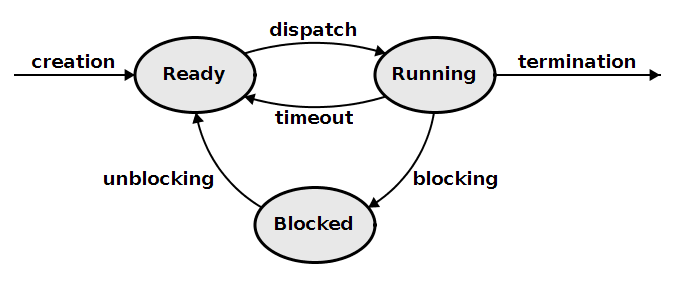 dispatch
creation
Ready
Running
termination
timeout
unblocking
blocking
Blocked